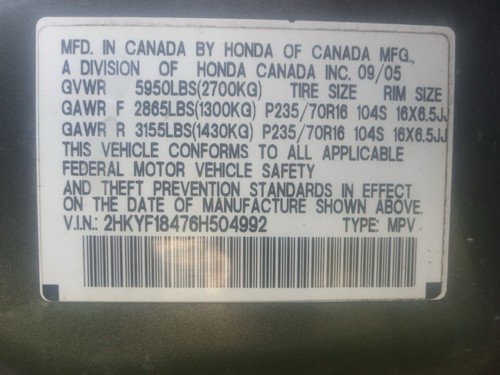 MFD. IN CANADA BY HONDA OF CANADA MFG.,
A DIVISION OF HONDA CANADA INC. 09/05
GVWR 5950LBS(2700KG) TIRE SIZE RIM SIZE
GAWR F 2865LBS(1300KG) P235/70R16 104S 16X6.5JJ
GAWR R 3155LBS(1430KG) P235/70R16 104S 16X6.5JJ
THIS VEHICLE CONFORMS TO ALL APPLICABLE
FEDERAL MOTOR VEHICLE SAFETY
AND THEFT PREVENTION STANDARDS IN EFFECT
ON THE DATE OF MANUFACTURE SHOWN ABOVE.
V.I.N.: 2HKYF18476H504992 TYPE: MPV